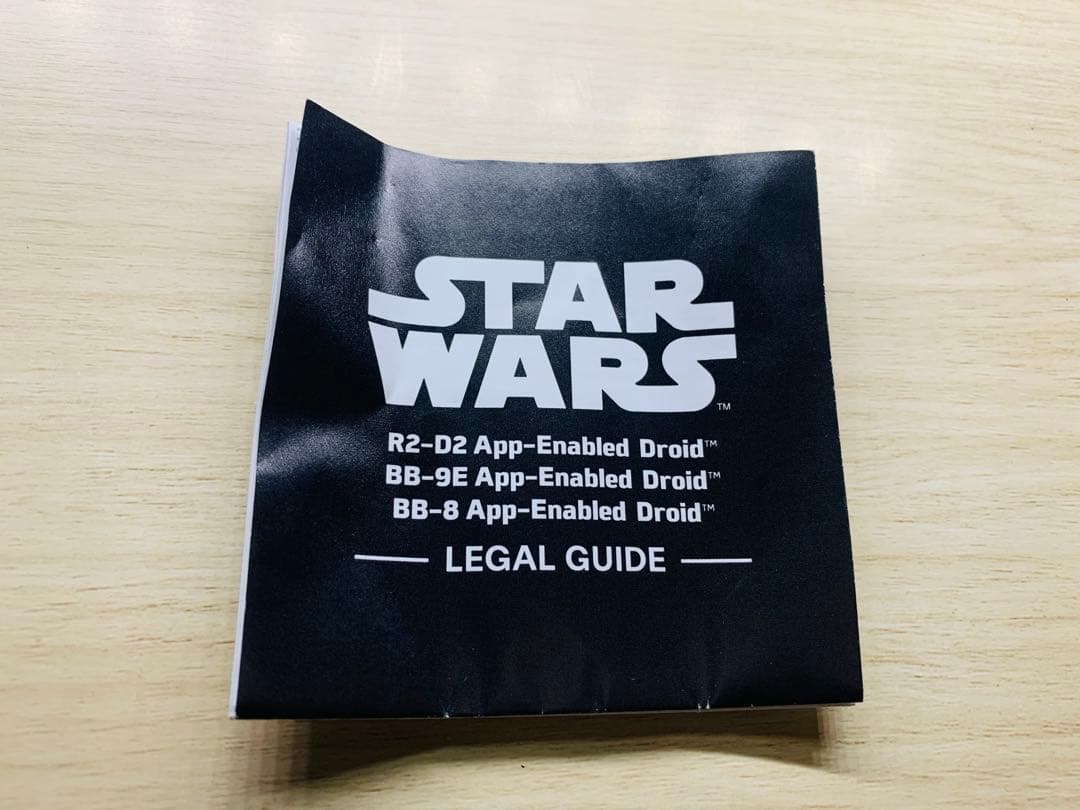 STAR
WARS™
R2-D2 App-Enabled Droid™
BB-9E App-Enabled Droid™
BB-8 App-Enabled Droid™
LEGAL GUIDE